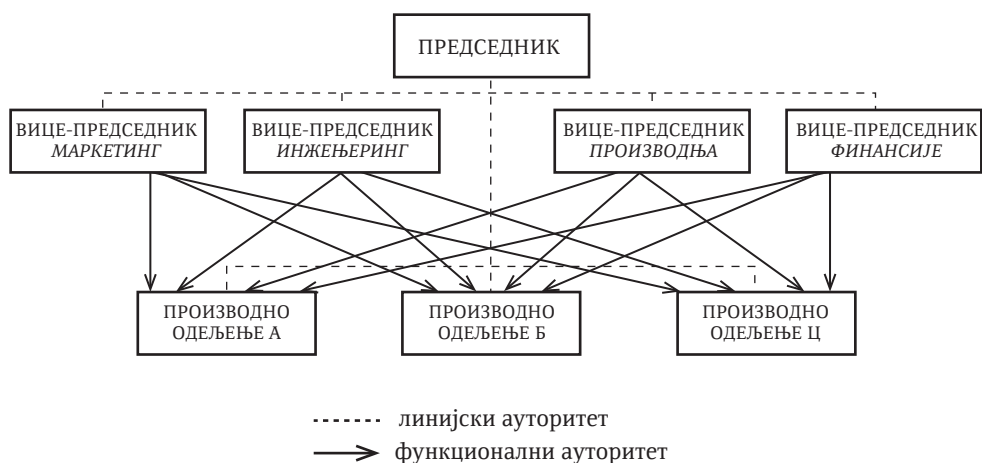 ПРЕДСЕДНИК
ВИЦЕ-ПРЕДСЕДНИК
МАРКЕТИНГ
ВИЦЕ-ПРЕДСЕДНИК
ИНЖЕЊЕРИНГ
ВИЦЕ-ПРЕДСЕДНИК
ПРОИЗВОДЊА
ВИЦЕ-ПРЕДСЕДНИК
ФИНАНСИЈЕ
ПРОИЗВОДНО
ОДЕЉЕЊЕ А
ПРОИЗВОДНО
ОДЕЉЕЊЕ Б
ПРОИЗВОДНО
ОДЕЉЕЊЕ Ц
линијски ауторитет
функционални ауторитет